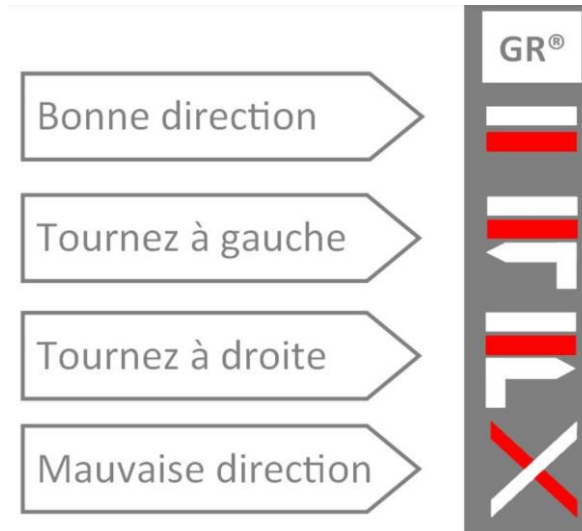 GR®
Bonne direction
Tournez à gauche
Tournez à droite
Mauvaise direction